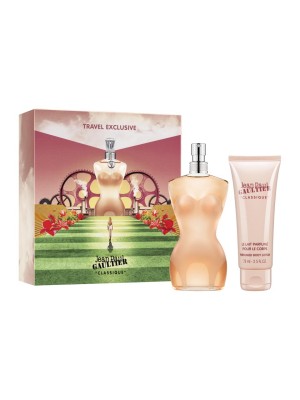 TRAVEL EXCLUSIVE
Jean Paul
GAULTIER
"CLASSIQUE"
Jean Paul
GAULTIER
"CLASSIQUE"
LE LAIT PARFUMÉ
POUR LE CORPS
PERFUMED BODY LOTION